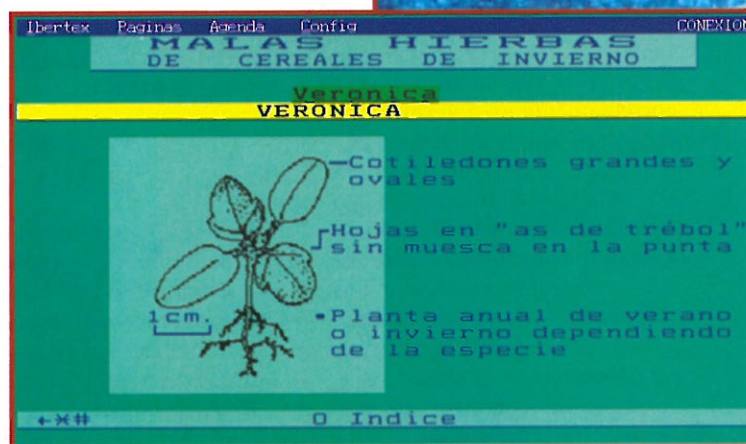 Ibertex Paginas Agenda Config CONEXION
MALAS HIERBAS
DE CEREALES DE INVIERNO
Veronica
VERONICA
Cotiledones grandes y
ovales
Hojas en "as de trébol"
sin muesca en la punta
1cm.
•Planta anual de verano
o invierno dependiendo
de la especie
←*# O Indice